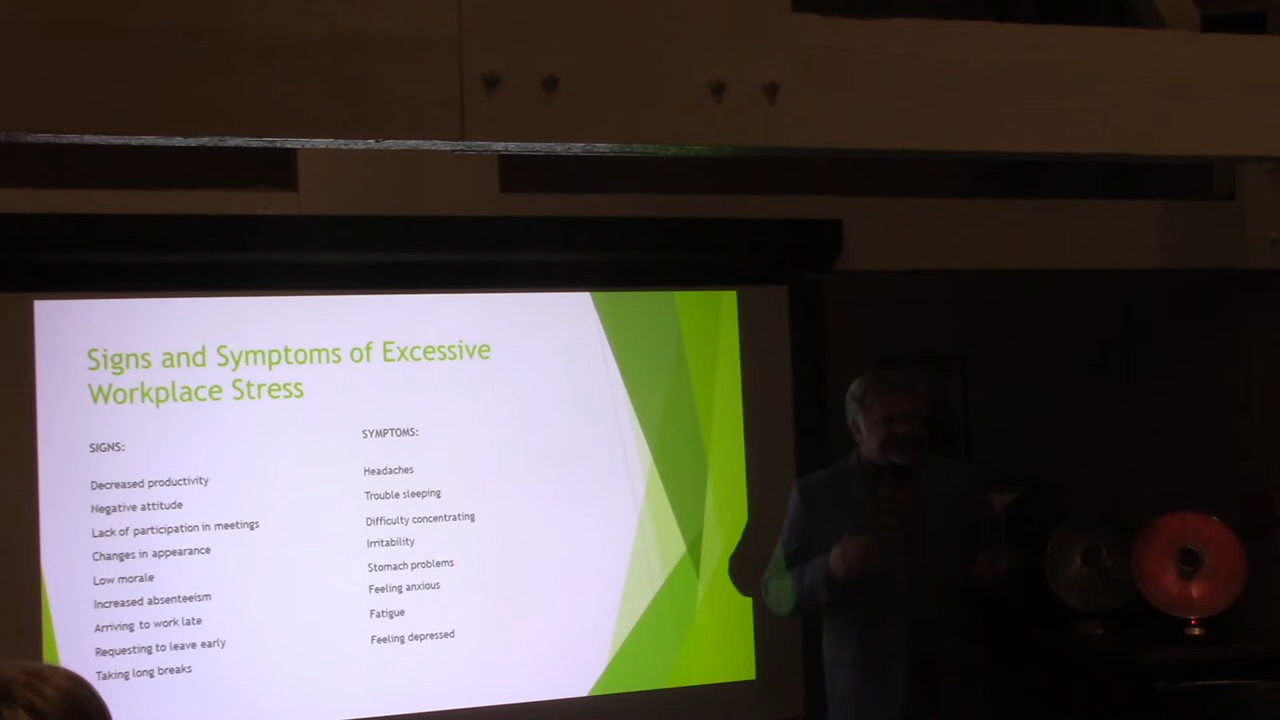 Signs and Symptoms of Excessive
Workplace Stress
SIGNS:
Decreased productivity
Negative attitude
Lack of participation in meetings
Changes in appearance
Low morale
Increased absenteeism
Arriving to work late
Requesting to leave early
Taking long breaks
SYMPTOMS:
Headaches
Trouble sleeping
Difficulty concentrating
Irritability
Stomach problems
Feeling anxious
Fatigue
Feeling depressed